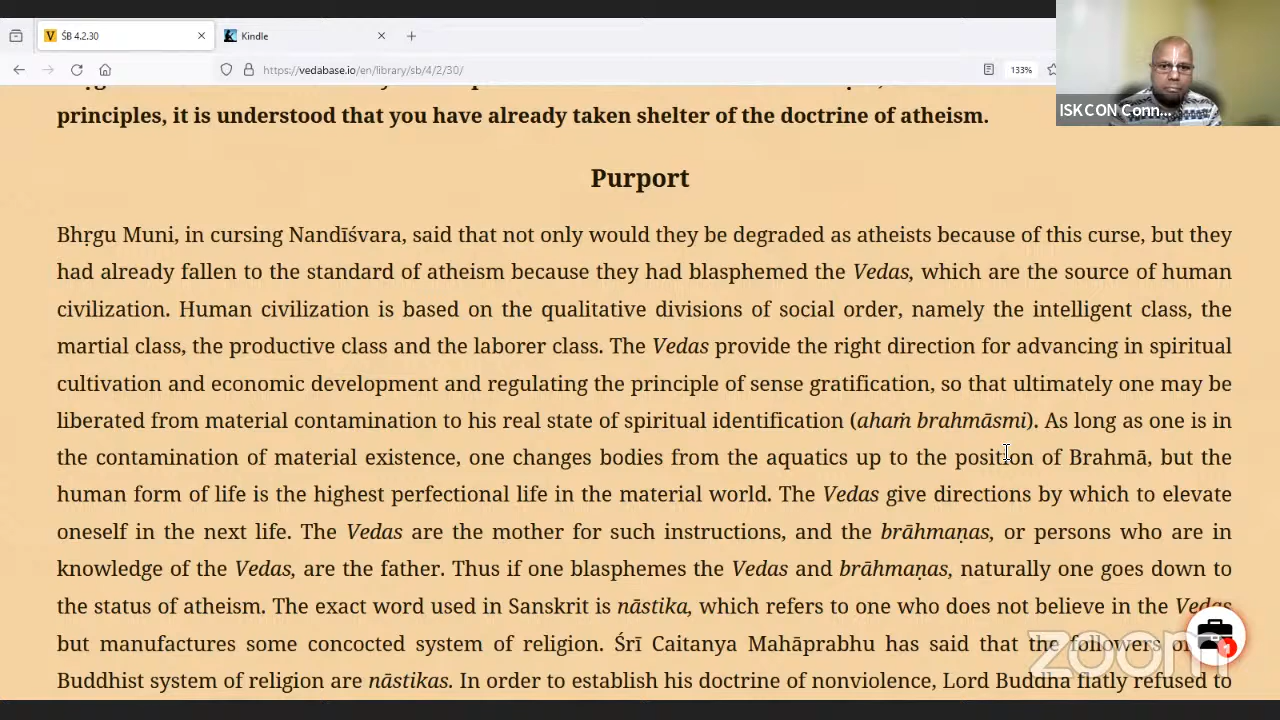 ŚB 4.2.30
Kindle
https://vedabase.io/en/library/sb/4/2/30/
133%
ISKCON Conn...
principles, it is understood that you have already taken shelter of the doctrine of atheism.
Purport
Bhṛgu Muni, in cursing Nandīśvara, said that not only would they be degraded as atheists because of this curse, but they
had already fallen to the standard of atheism because they had blasphemed the Vedas, which are the source of human
civilization. Human civilization is based on the qualitative divisions of social order, namely the intelligent class, the
martial class, the productive class and the laborer class. The Vedas provide the right direction for advancing in spiritual
cultivation and economic development and regulating the principle of sense gratification, so that ultimately one may be
liberated from material contamination to his real state of spiritual identification (ahaṁ brahmāsmi). As long as one is in
the contamination of material existence, one changes bodies from the aquatics up to the position of Brahmā, but the
human form of life is the highest perfectional life in the material world. The Vedas give directions by which to elevate
oneself in the next life. The Vedas are the mother for such instructions, and the brāhmaṇas, or persons who are in
knowledge of the Vedas, are the father. Thus if one blasphemes the Vedas and brāhmaṇas, naturally one goes down to
the status of atheism. The exact word used in Sanskrit is nāstika, which refers to one who does not believe in the Vedas
but manufactures some concocted system of religion. Śrī Caitanya Mahāprabhu has said that the followers of
Buddhist system of religion are nāstikas. In order to establish his doctrine of nonviolence, Lord Buddha flatly refused to
1
zoom